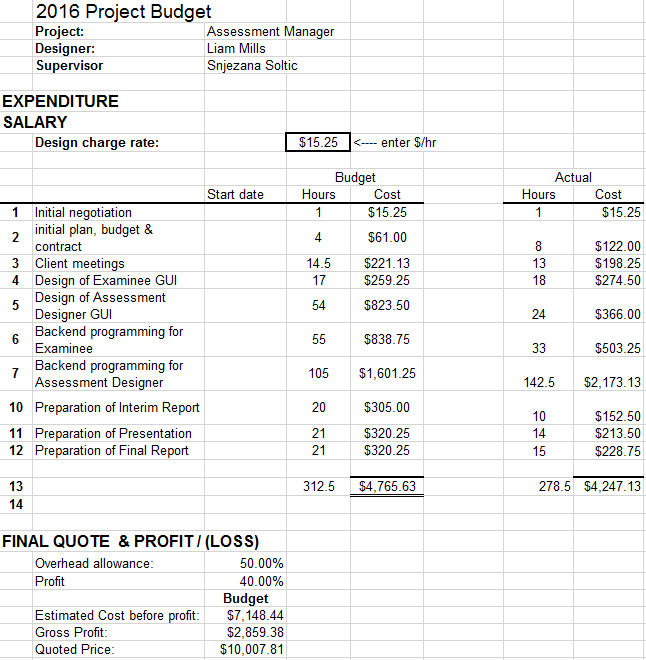 2016 Project Budget
Project: Assessment Manager
Designer: Liam Mills
Supervisor Snjezana Soltic
EXPENDITURE
SALARY
Design charge rate: $15.25 <---- enter $/hr
Budget Actual
Start date Hours Cost Hours Cost
1 Initial negotiation 1 $15.25 1 $15.25
2 initial plan, budget & contract 4 $61.00 8 $122.00
3 Client meetings 14.5 $221.13 13 $198.25
4 Design of Examinee GUI 17 $259.25 18 $274.50
5 Design of Assessment Designer GUI 54 $823.50 24 $366.00
6 Backend programming for Examinee 55 $838.75 33 $503.25
7 Backend programming for Assessment Designer 105 $1,601.25 142.5 $2,173.13
10 Preparation of Interim Report 20 $305.00 10 $152.50
11 Preparation of Presentation 21 $320.25 14 $213.50
12 Preparation of Final Report 21 $320.25 15 $228.75
13 312.5 $4,765.63 278.5 $4,247.13
14
FINAL QUOTE & PROFIT / (LOSS)
Overhead allowance: 50.00%
Profit 40.00%
Budget
Estimated Cost before profit: $7,148.44
Gross Profit: $2,859.38
Quoted Price: $10,007.81